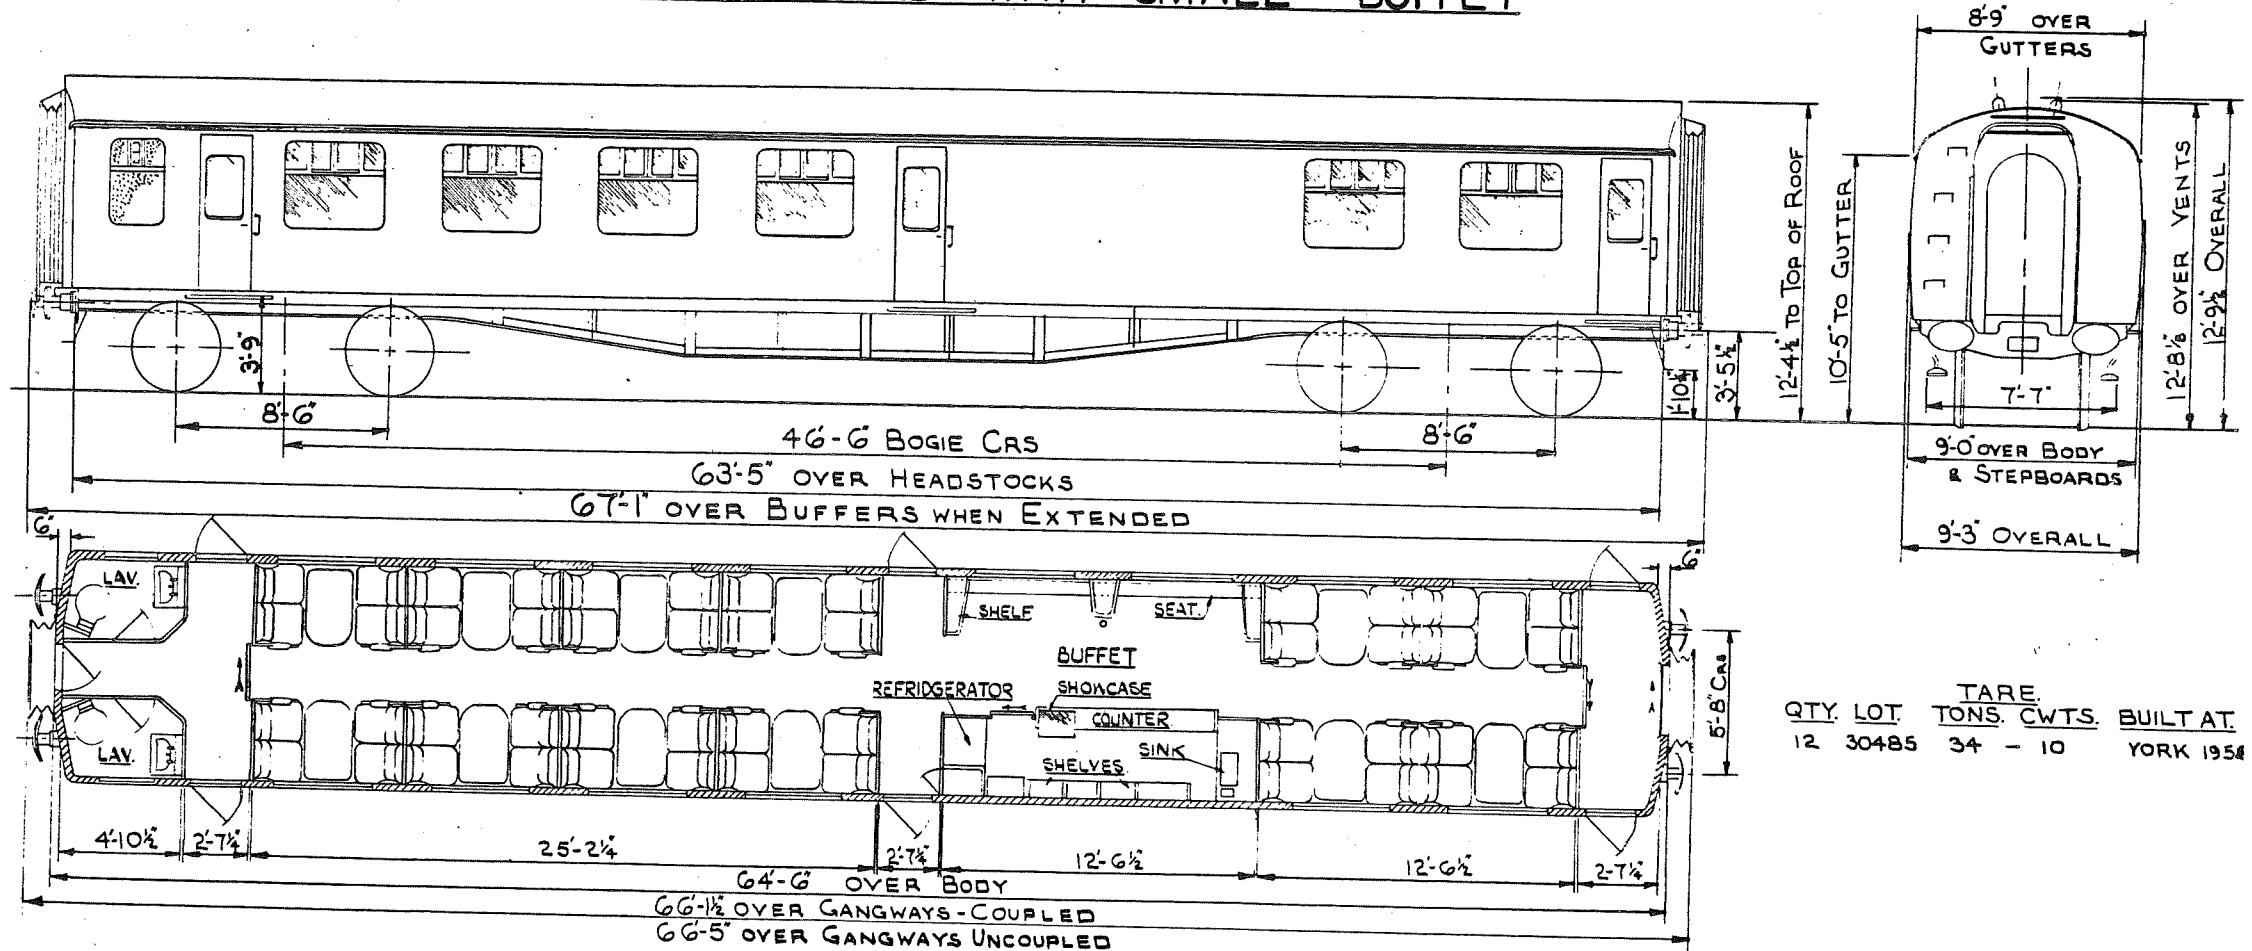 SMALL BUFFET
8'-9" OVER
GUTTERS
3'-9"
8'-6"
46'-6" BOGIE CRS
8'-6"
1'-10¼"
3'-5½"
12'-4½" TO TOP OF ROOF
10'-5" TO GUTTER
12'-8⅛" OVER VENTS
12'-9½" OVERALL
7'-7"
63'-5" OVER HEADSTOCKS
67'-1" OVER BUFFERS WHEN EXTENDED
9'-0" OVER BODY
& STEPBOARDS
9'-3" OVERALL
6"
6"
LAV.
SHELF
SEAT.
BUFFET
REFRIDGERATOR
SHOWCASE
COUNTER
SINK
SHELVES
LAV.
5'-8" CRS
TARE.
QTY. LOT. TONS. CWTS. BUILT AT.
12 30485 34 - 10 YORK
4'-10½"
2'-7¼"
25'-2¼"
2'-7¼"
12'-6½"
12'-6½"
2'-7¼"
64'-6" OVER BODY
66'-1½" OVER GANGWAYS-COUPLED
66'-5" OVER GANGWAYS UNCOUPLED